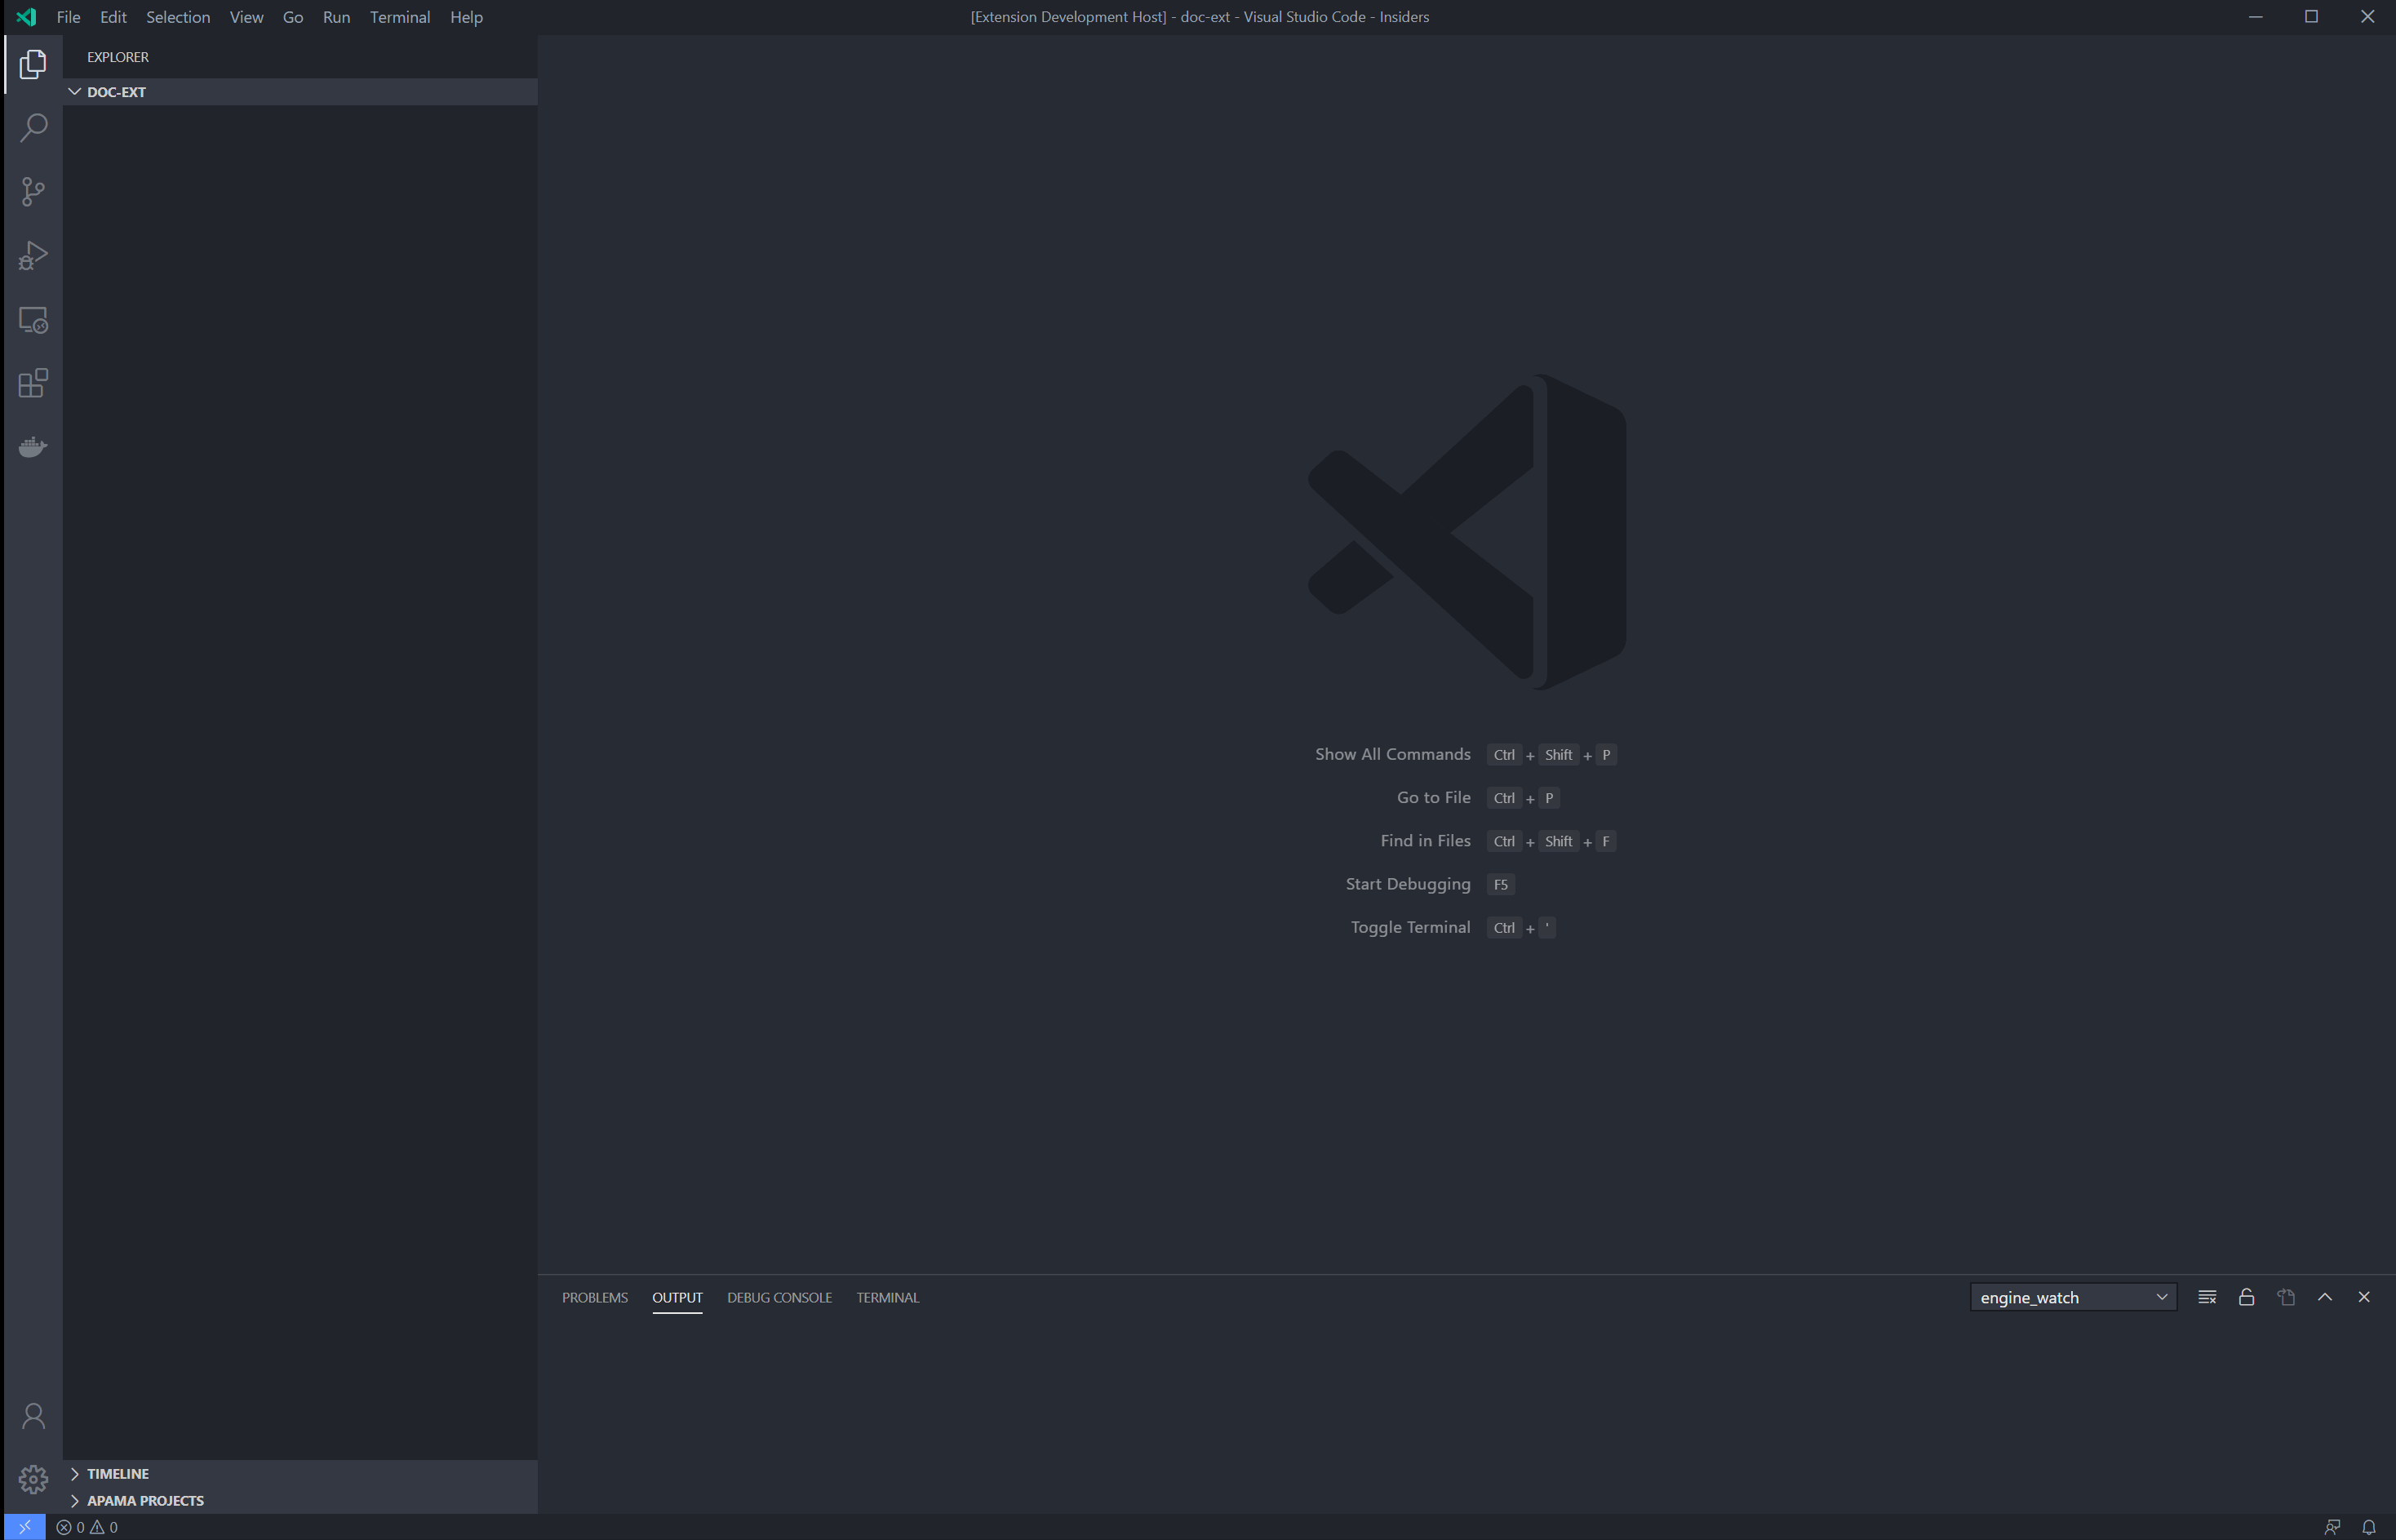 File Edit Selection View Go Run Terminal Help
[Extension Development Host] - doc-ext - Visual Studio Code - Insiders
EXPLORER
DOC-EXT
Show All Commands Ctrl + Shift + P
Go to File Ctrl + P
Find in Files Ctrl + Shift + F
Start Debugging F5
Toggle Terminal Ctrl + '
PROBLEMS OUTPUT DEBUG CONSOLE TERMINAL
engine_watch
TIMELINE
APAMA PROJECTS
0 0